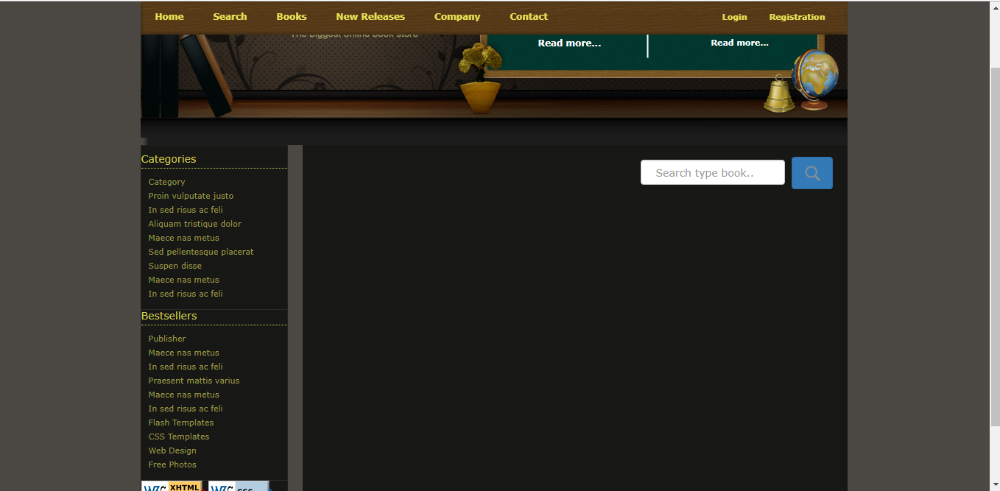 Home Search Books New Releases Company Contact Login Registration
The biggest online book store
Read more... Read more...
Categories
Search type book..
Category
Proin vulputate justo
In sed risus ac feli
Aliquam tristique dolor
Maece nas metus
Sed pellentesque placerat
Suspen disse
Maece nas metus
In sed risus ac feli
Bestsellers
Publisher
Maece nas metus
In sed risus ac feli
Praesent mattis varius
Maece nas metus
In sed risus ac feli
Flash Templates
CSS Templates
Web Design
Free Photos
W3C XHTML W3C CSS